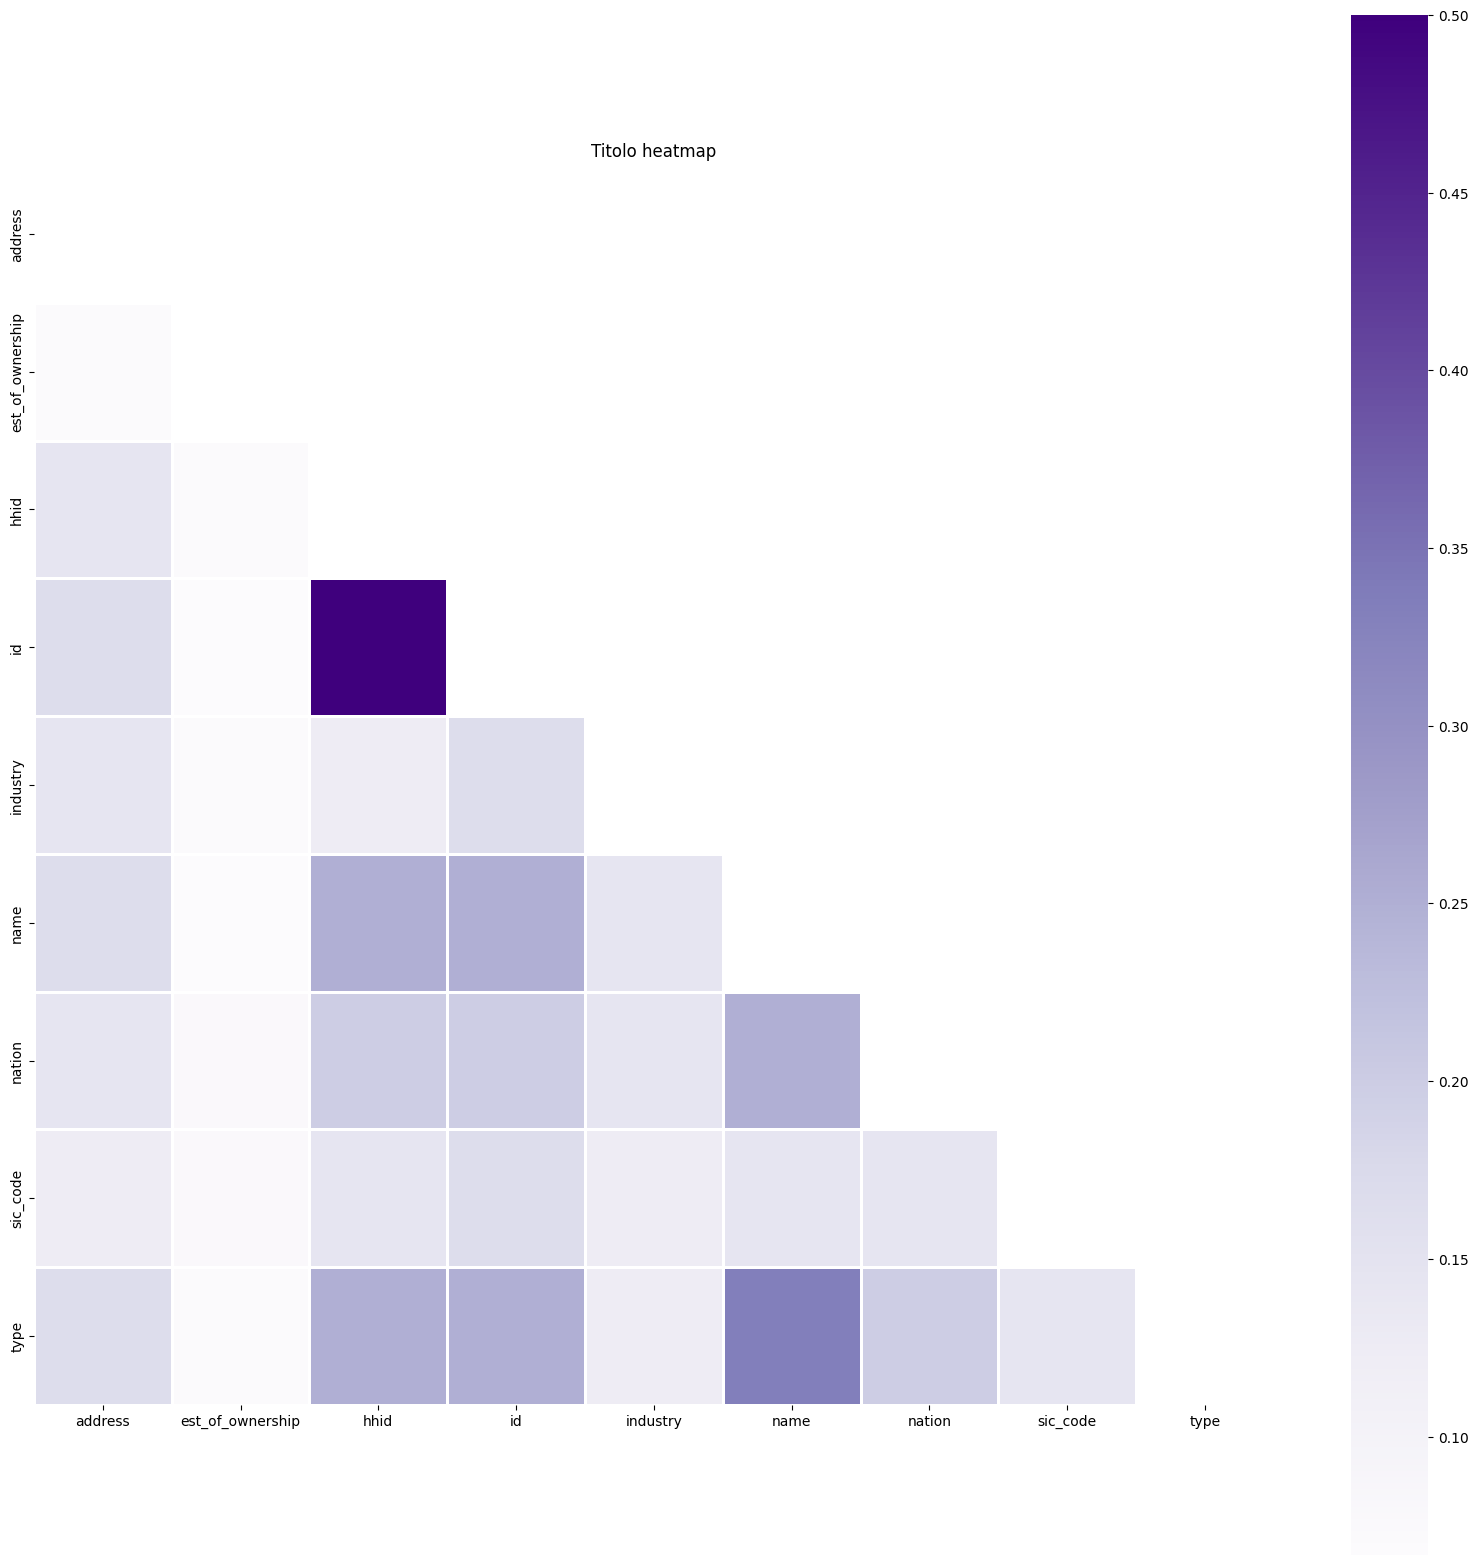 Titolo heatmap
address
est_of_ownership
hhid
id
industry
name
nation
sic_code
type
address est_of_ownership hhid id industry name nation sic_code type
0.50
0.45
0.40
0.35
0.30
0.25
0.20
0.15
0.10